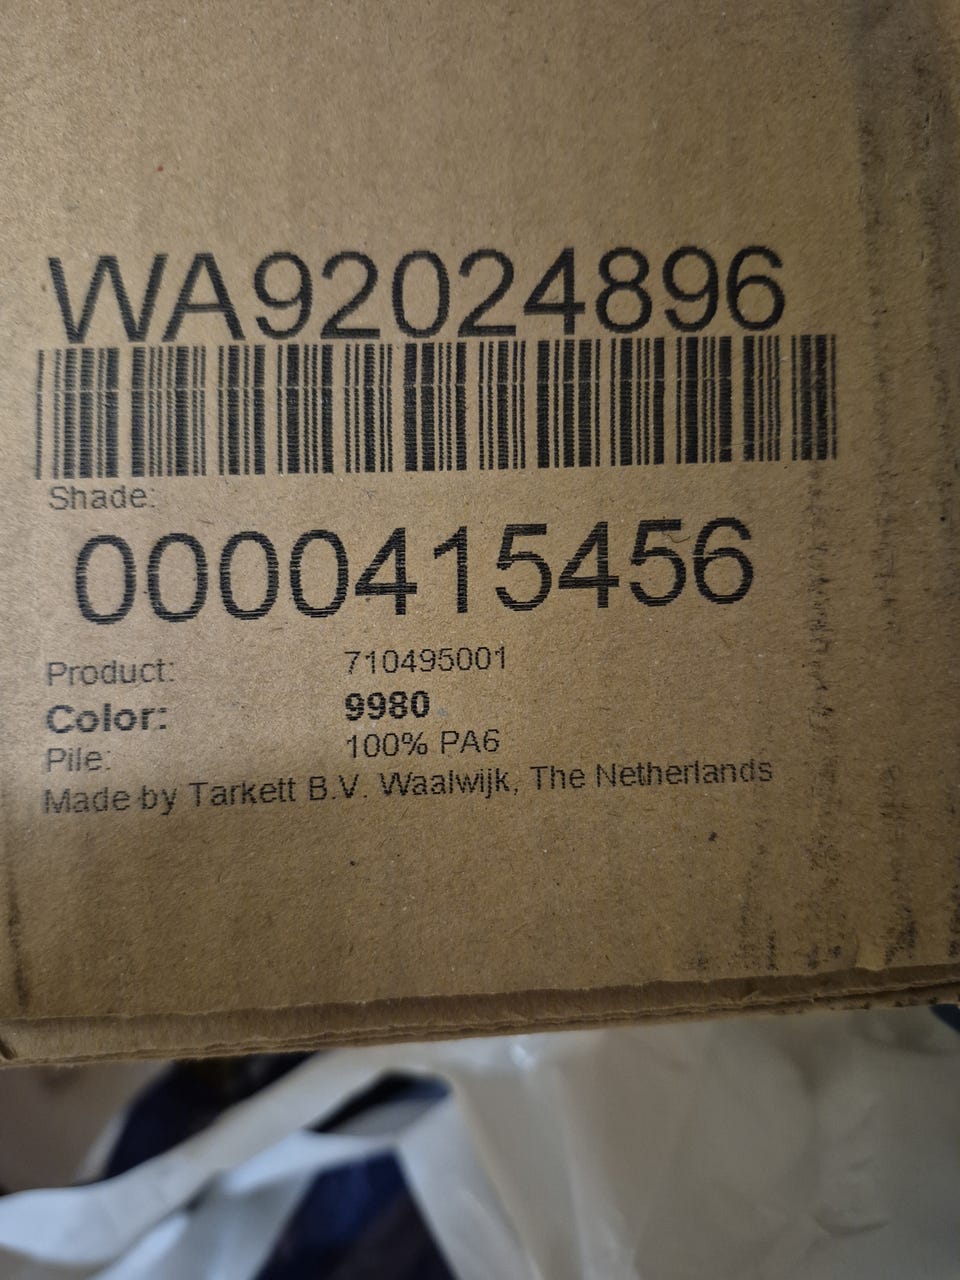 WA92024896
Shade:
0000415456
Product: 710495001
Color: 9980
Pile: 100% PA6
Made by Tarkett B.V. Waalwijk, The Netherlands